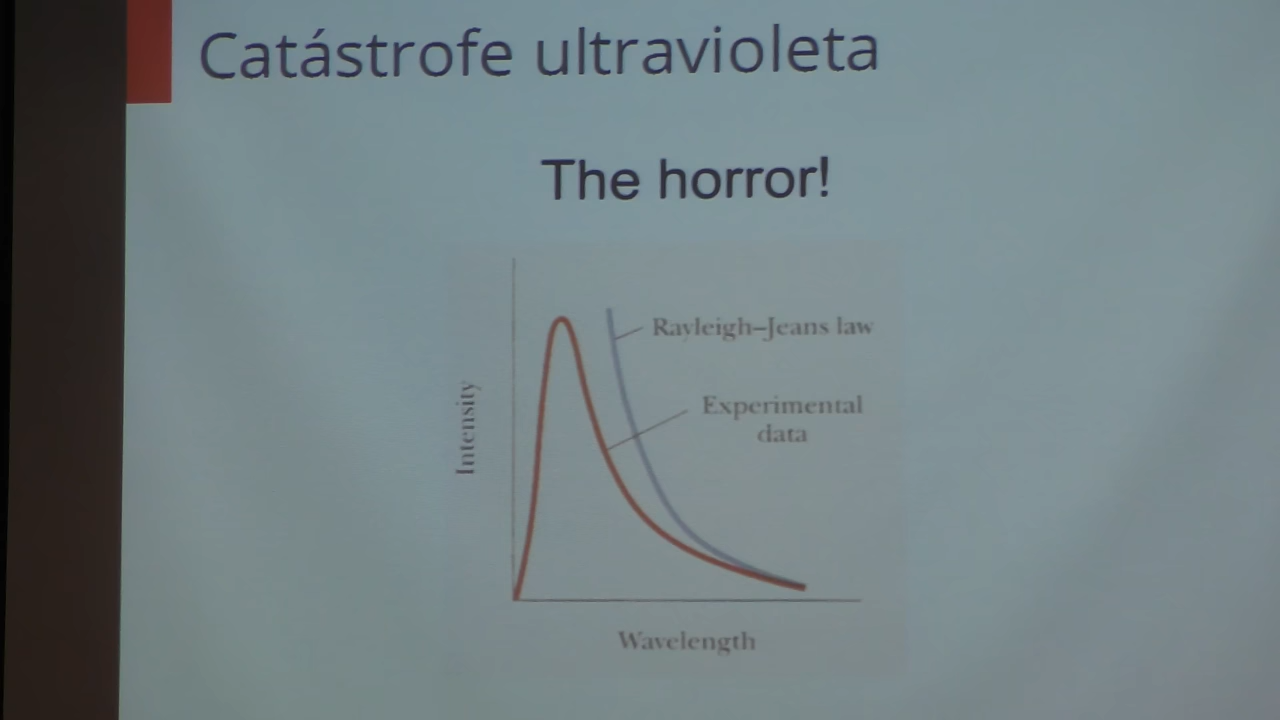 Catástrofe ultravioleta
The horror!
Rayleigh–Jeans law
Experimental
data
Intensity
Wavelength